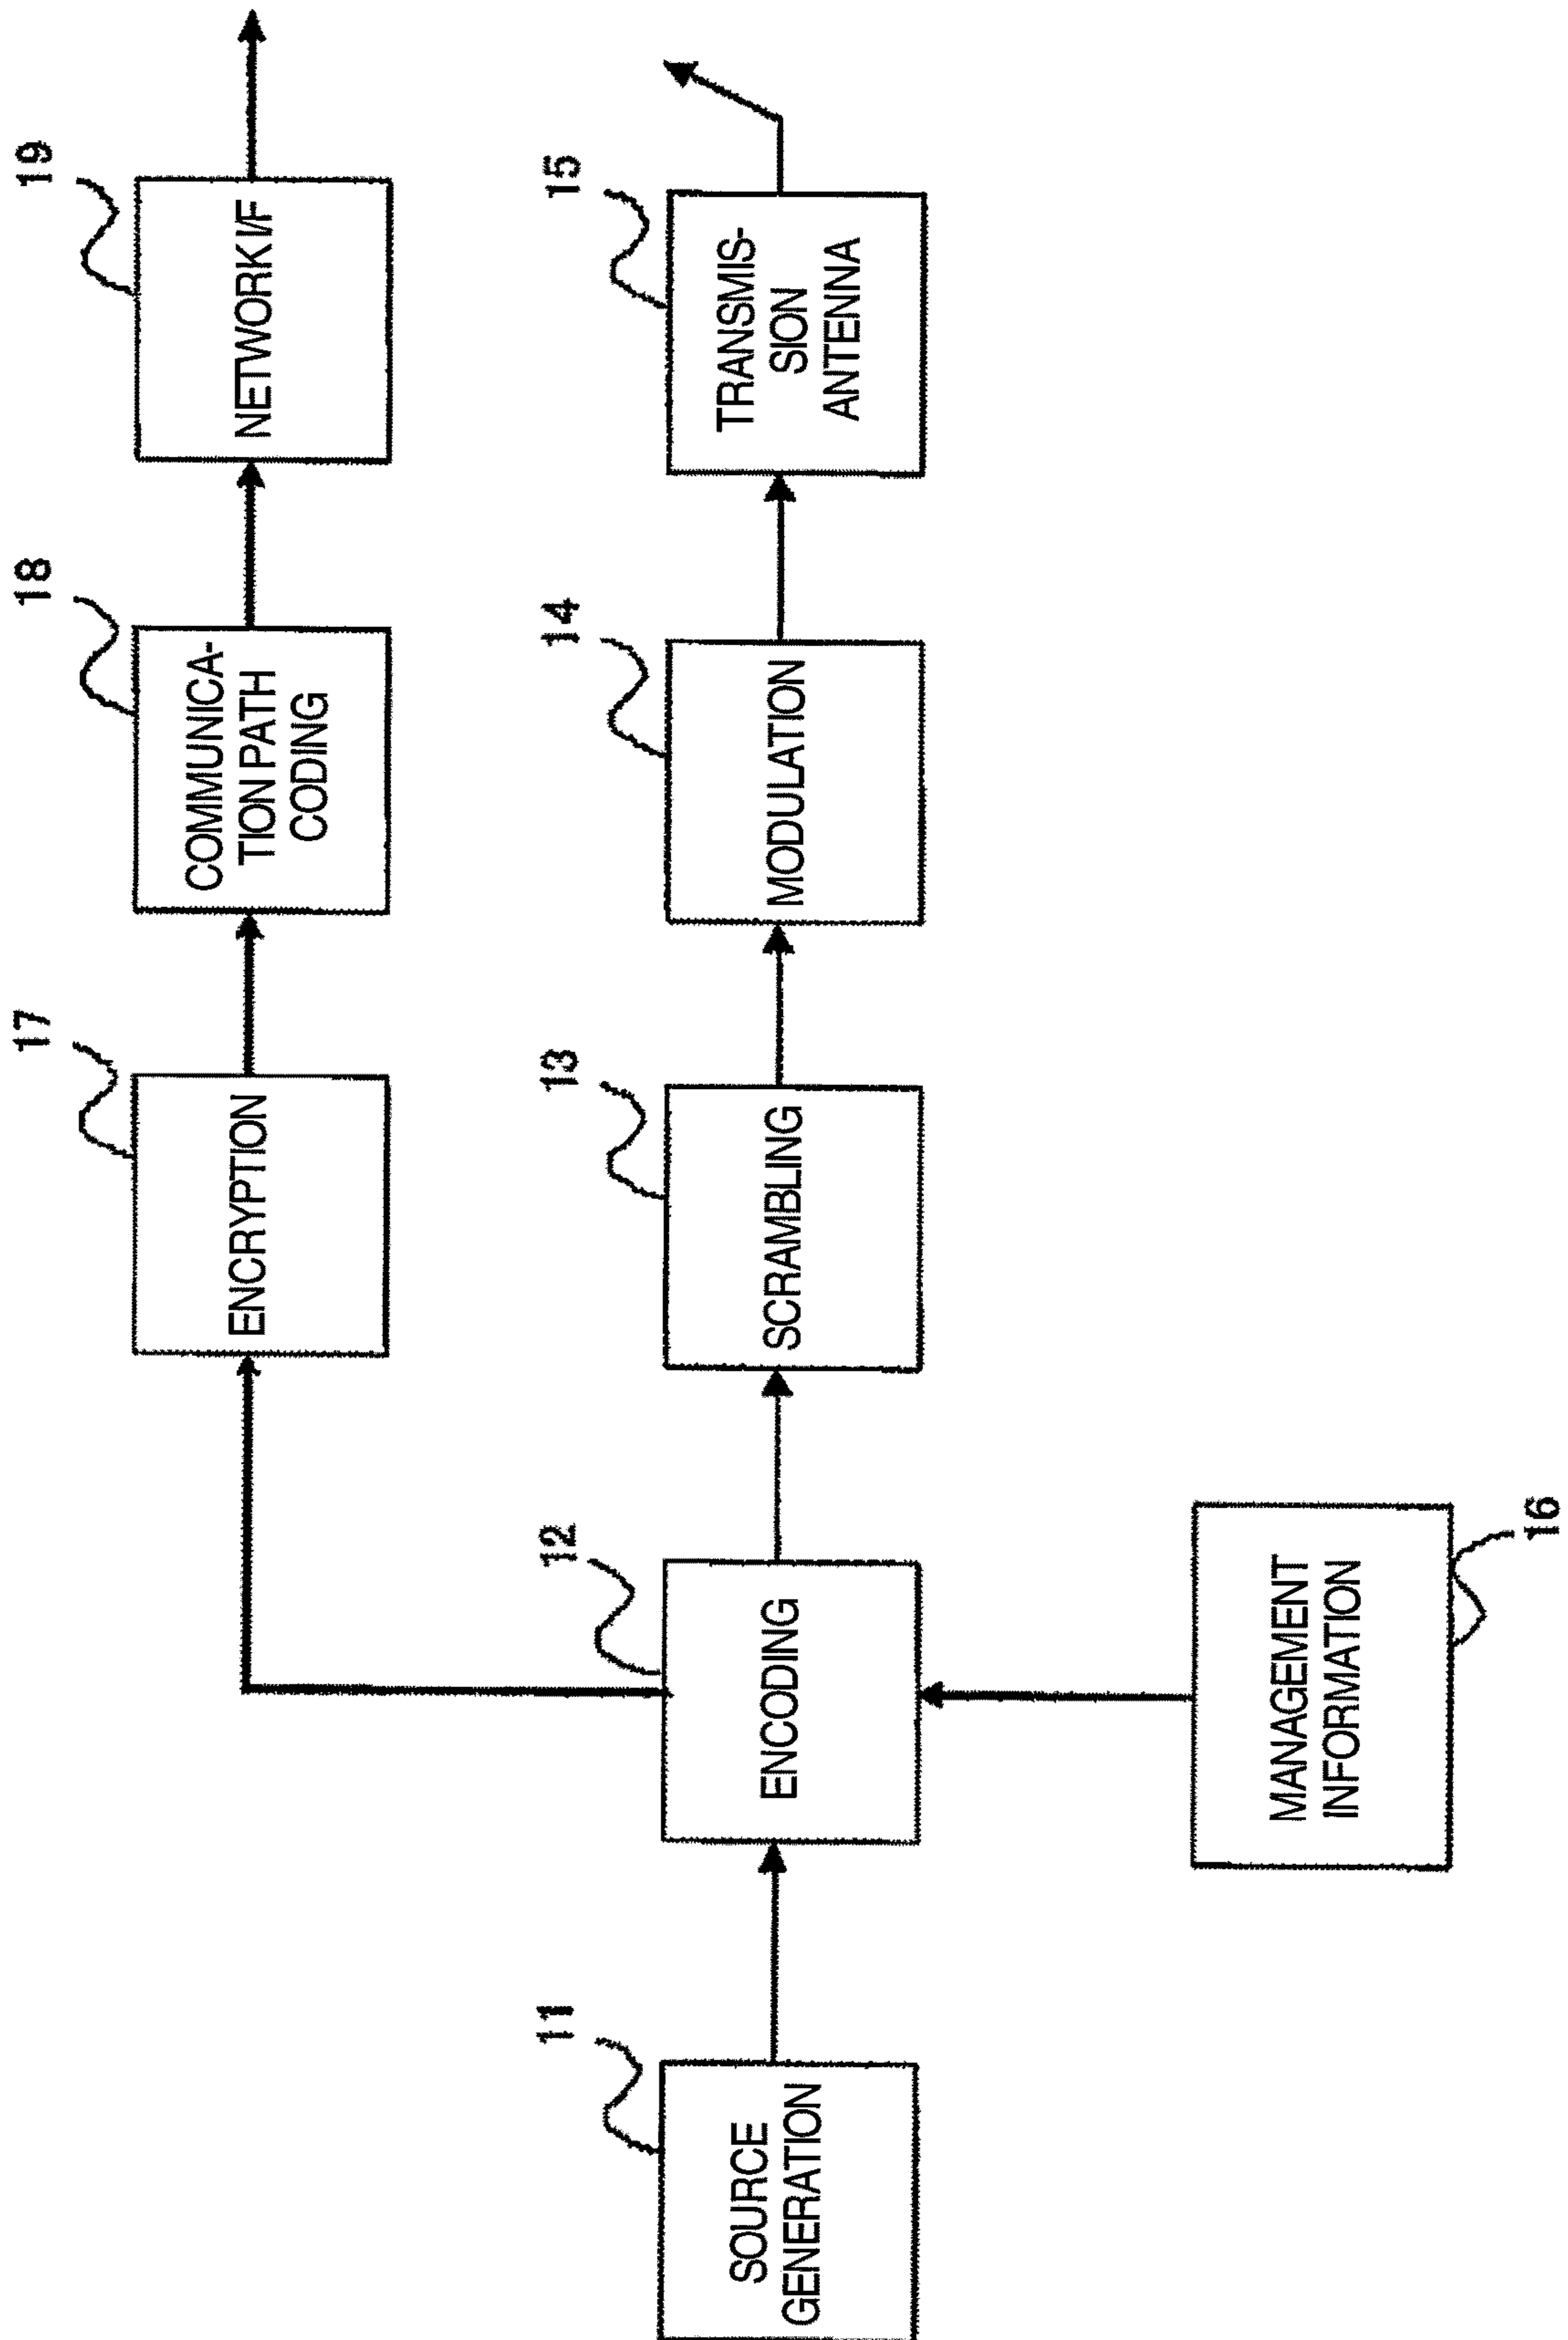 19
NETWORK I/F
18
COMMUNICA-
TION PATH
CODING
17
ENCRYPTION
15
TRANSMIS-
SION
ANTENNA
14
MODULATION
13
SCRAMBLING
12
ENCODING
11
SOURCE
GENERATION
16
MANAGEMENT
INFORMATION